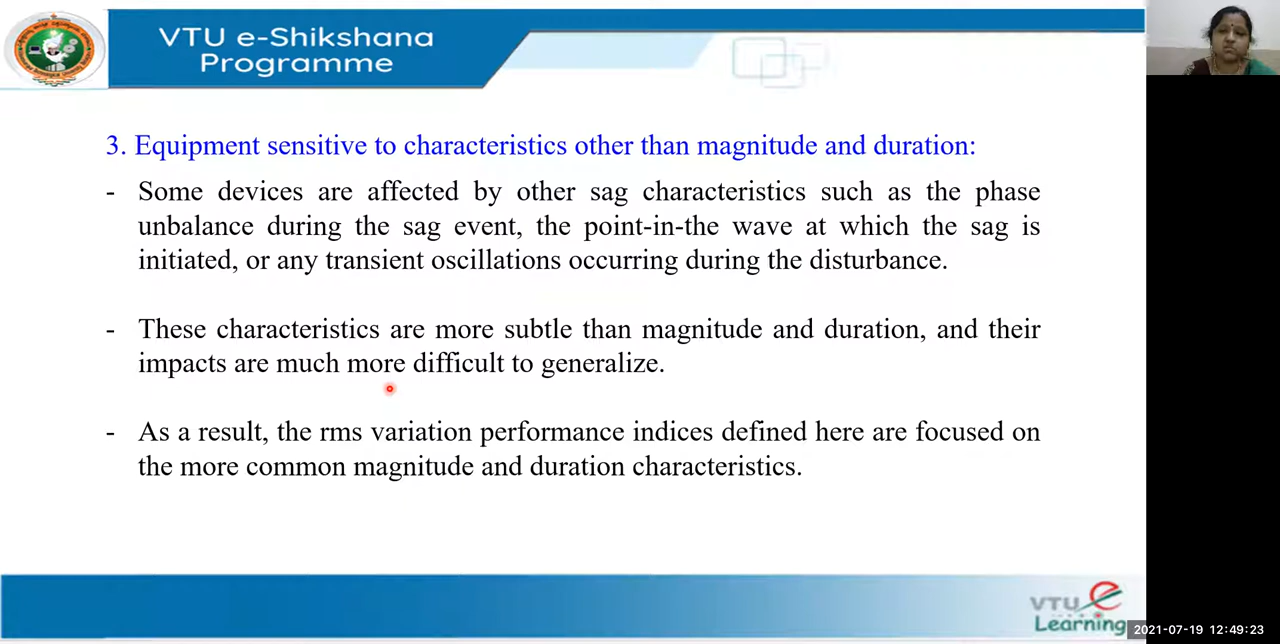 VTU e-Shikshana
Programme
3. Equipment sensitive to characteristics other than magnitude and duration:
- Some devices are affected by other sag characteristics such as the phase
unbalance during the sag event, the point-in-the wave at which the sag is
initiated, or any transient oscillations occurring during the disturbance.
- These characteristics are more subtle than magnitude and duration, and their
impacts are much more difficult to generalize.
- As a result, the rms variation performance indices defined here are focused on
the more common magnitude and duration characteristics.
VTU e
Learning
2021-07-19 12:49:23